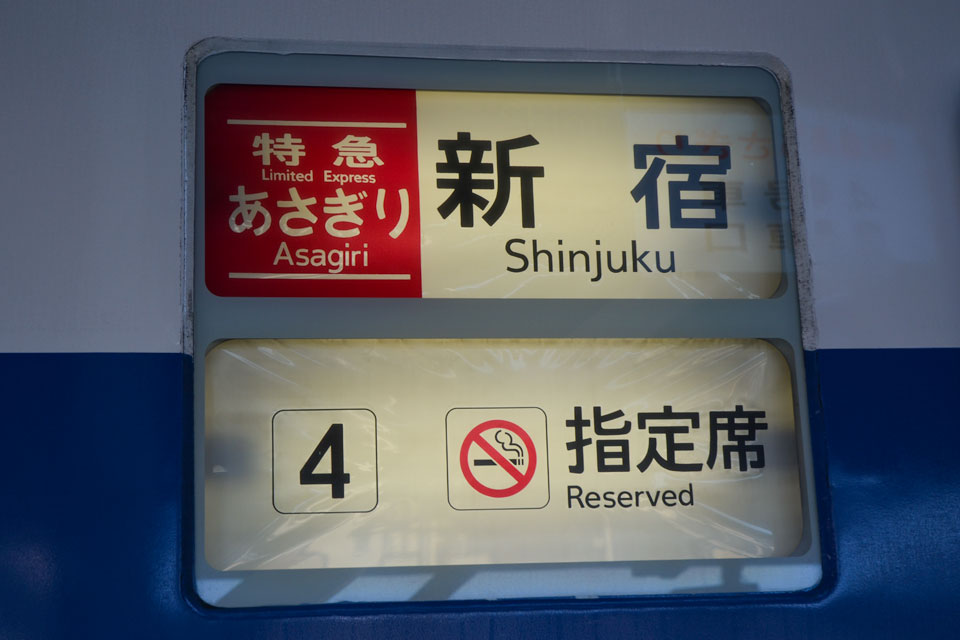 特急
Limited Express
あさぎり
Asagiri
新宿
Shinjuku
4
指定席
Reserved